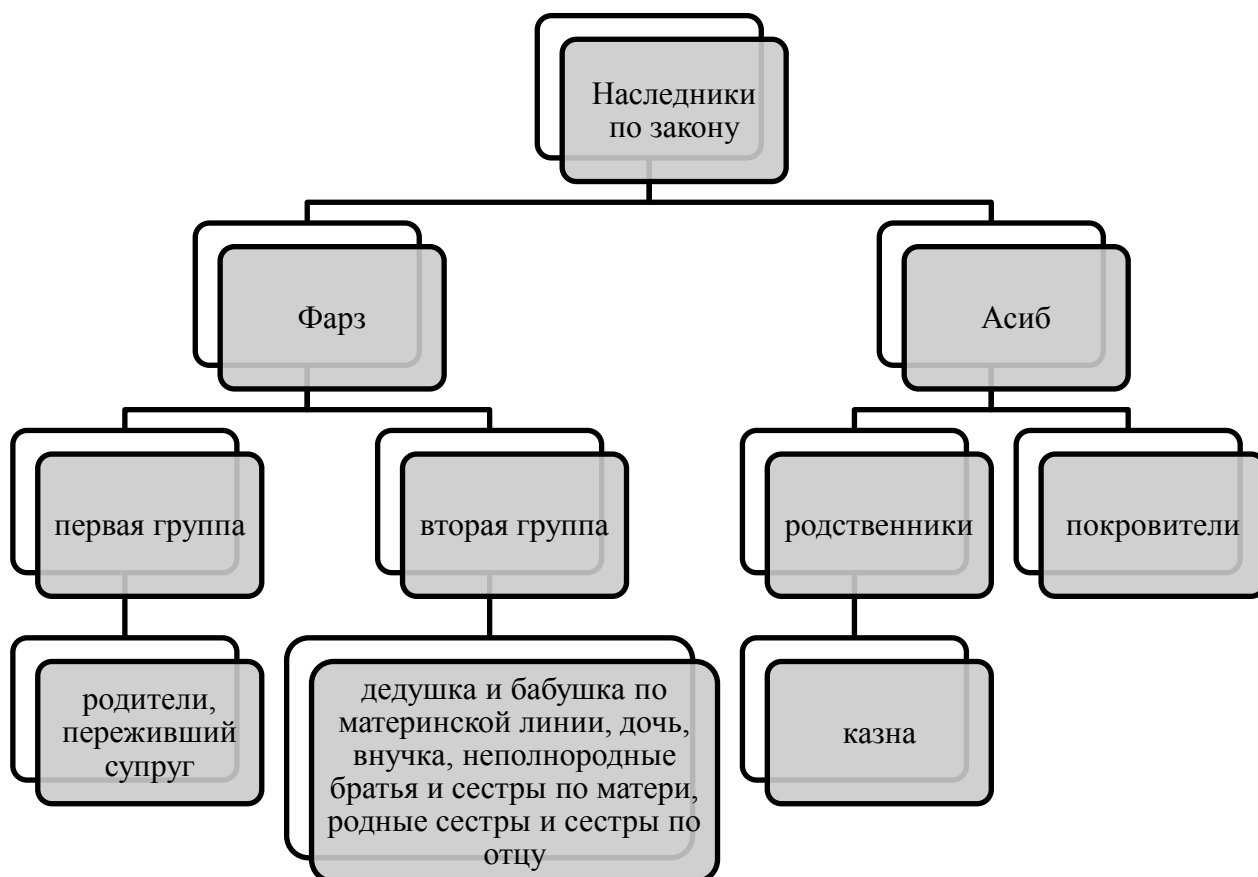 Наследники
по закону
Фарз
Асиб
первая группа
вторая группа
родственники
покровители
родители,
переживший
супруг
дедушка и бабушка по
материнской линии, дочь,
внучка, неполнородные
братья и сестры по матери,
родные сестры и сестры по
отцу
казна